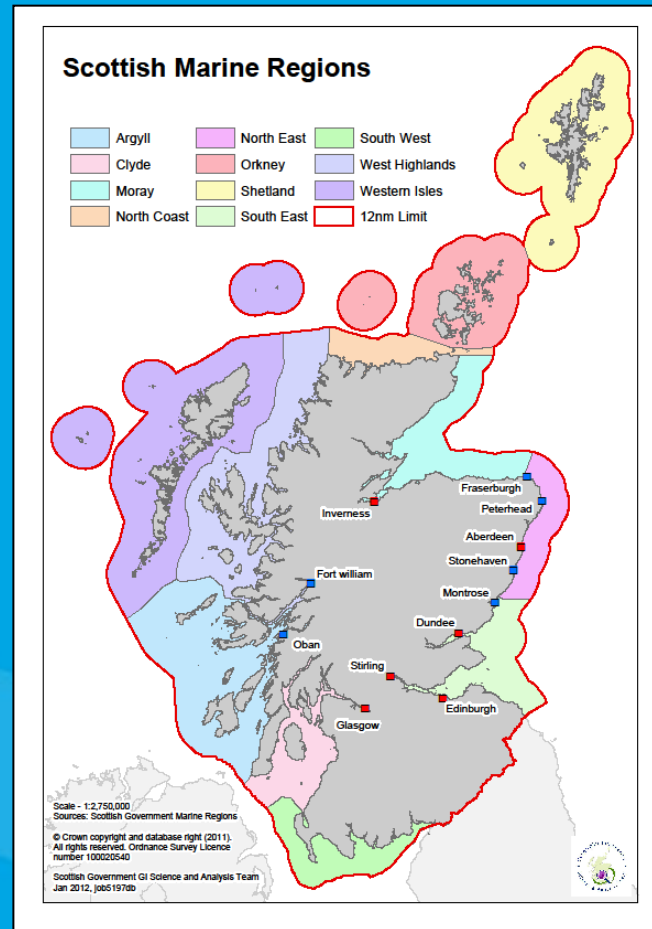 Scottish Marine Regions
Argyll
Clyde
Moray
North Coast
North East
Orkney
Shetland
South East
South West
West Highlands
Western Isles
12nm Limit
Fraserburgh
Peterhead
Inverness
Aberdeen
Stonehaven
Fort william
Montrose
Dundee
Oban
Stirling
Edinburgh
Glasgow
Scale - 1:2,750,000
Sources: Scottish Government Marine Regions
© Crown copyright and database right (2011).
All rights reserved. Ordnance Survey Licence
number 100020540
Scottish Government GI Science and Analysis Team
Jan 2012, job5197db